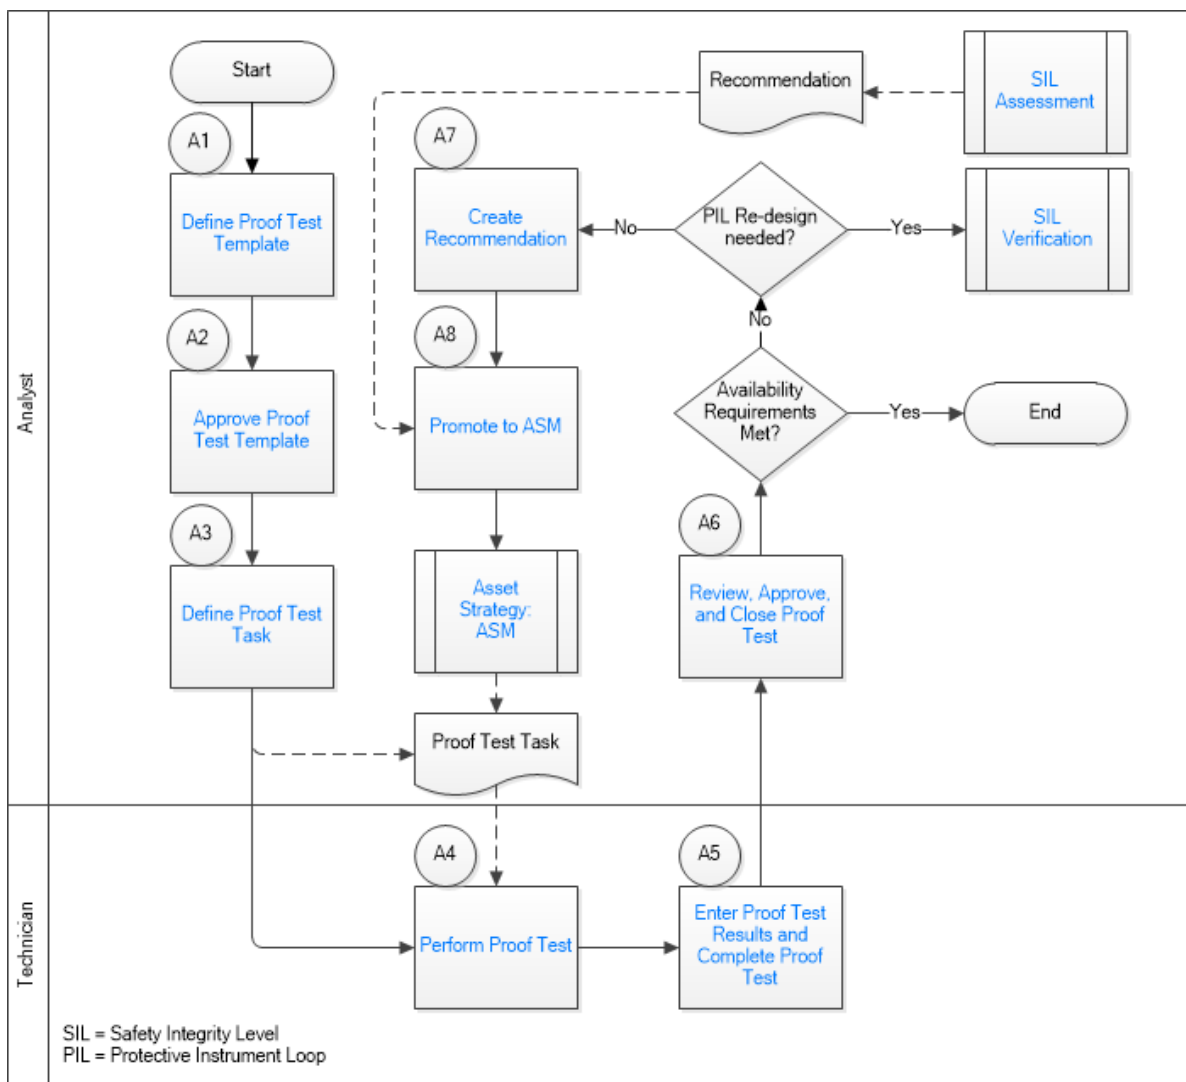 Analyst
Start
A1
Define Proof Test
Template
A2
Approve Proof
Test Template
A3
Define Proof Test
Task
A7
Create
Recommendation
A8
Promote to ASM
Asset
Strategy:
ASM
Proof Test Task
Recommendation
SIL
Assessment
PIL Re-design
needed?
No
Yes
SIL
Verification
No
Availability
Requirements
Met?
Yes
End
A6
Review, Approve,
and Close Proof
Test
Technician
A4
Perform Proof Test
A5
Enter Proof Test
Results and
Complete Proof
Test
SIL = Safety Integrity Level
PIL = Protective Instrument Loop